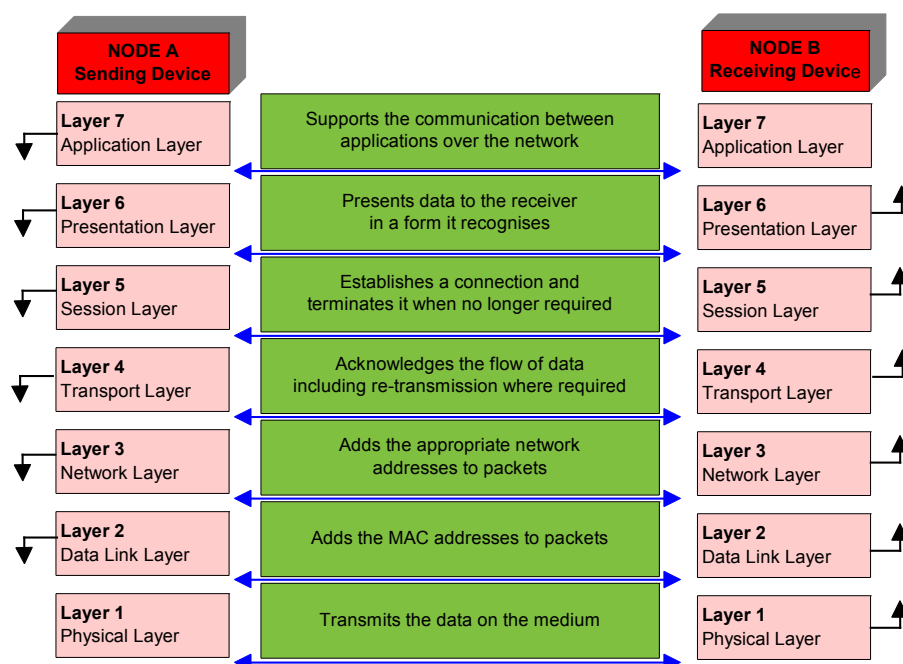 NODE A
Sending Device
NODE B
Receiving Device
Layer 7
Application Layer
Supports the communication between
applications over the network
Layer 7
Application Layer
Layer 6
Presentation Layer
Presents data to the receiver
in a form it recognises
Layer 6
Presentation Layer
Layer 5
Session Layer
Establishes a connection and
terminates it when no longer required
Layer 5
Session Layer
Layer 4
Transport Layer
Acknowledges the flow of data
including re-transmission where required
Layer 4
Transport Layer
Layer 3
Network Layer
Adds the appropriate network
addresses to packets
Layer 3
Network Layer
Layer 2
Data Link Layer
Adds the MAC addresses to packets
Layer 2
Data Link Layer
Layer 1
Physical Layer
Transmits the data on the medium
Layer 1
Physical Layer